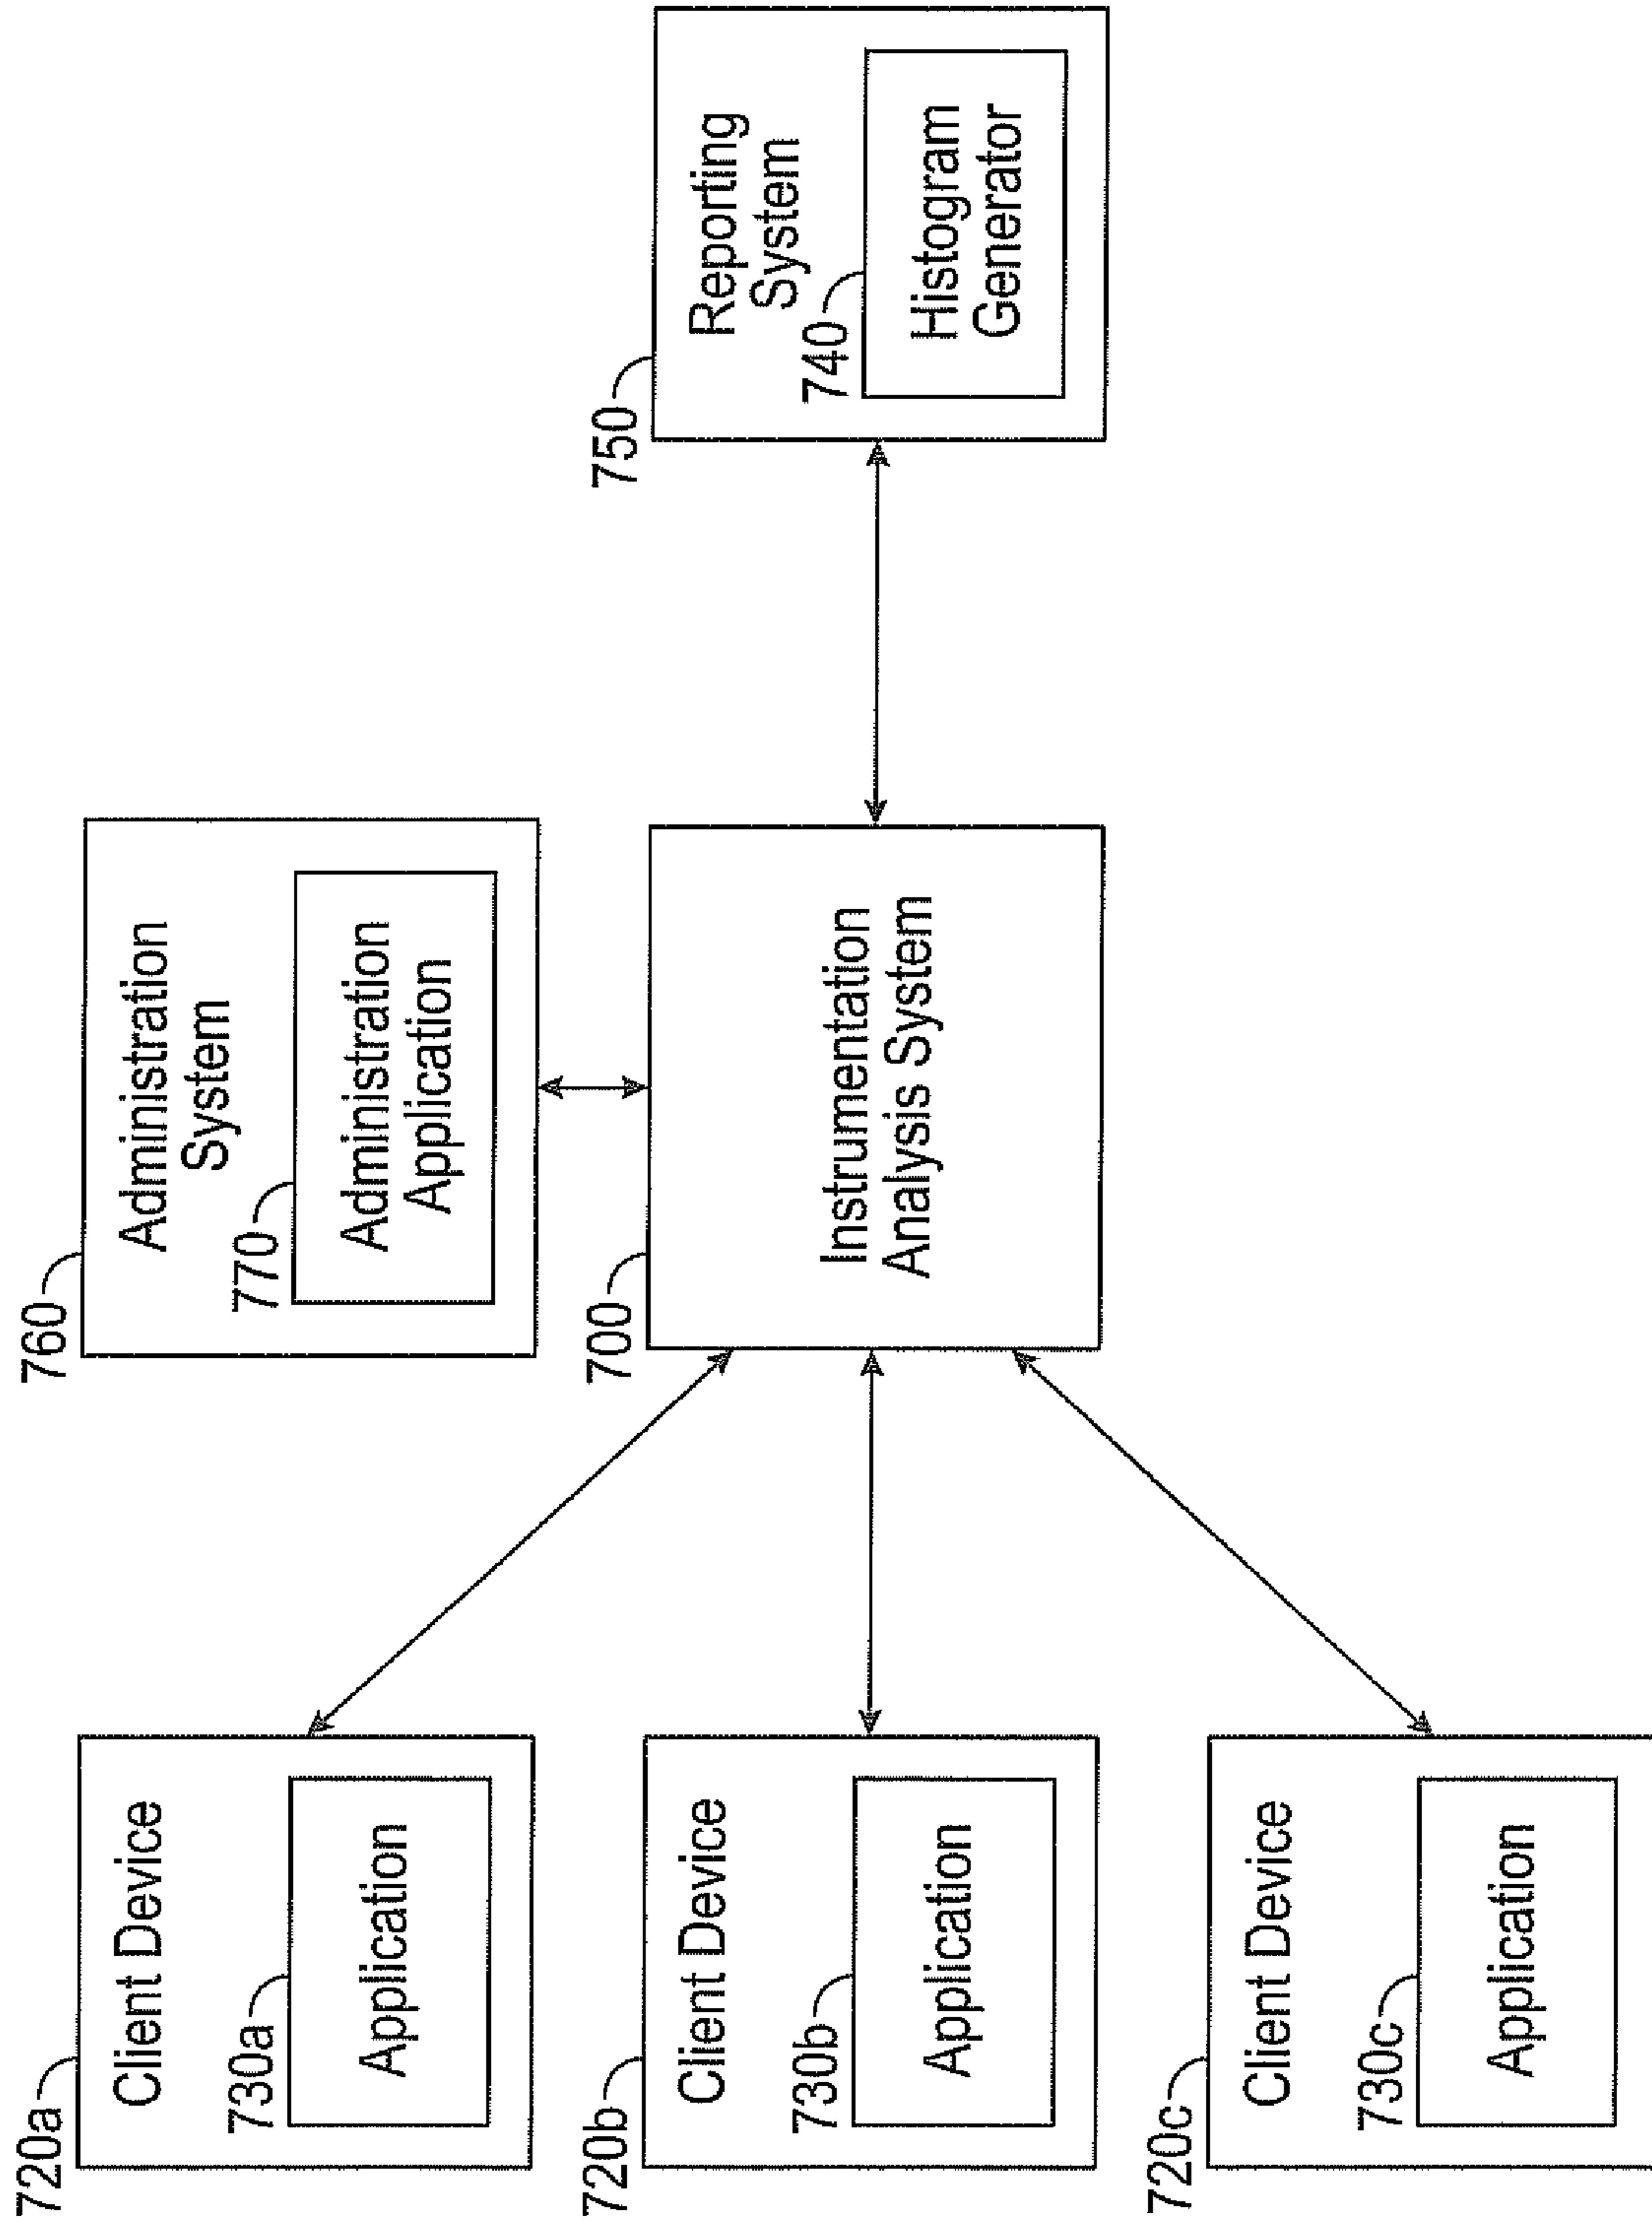 720a
Client Device
730a
Application
720b
Client Device
730b
Application
720c
Client Device
730c
Application
760
Administration
System
770
Administration
Application
700
Instrumentation
Analysis System
750
Reporting
System
740
Histogram
Generator